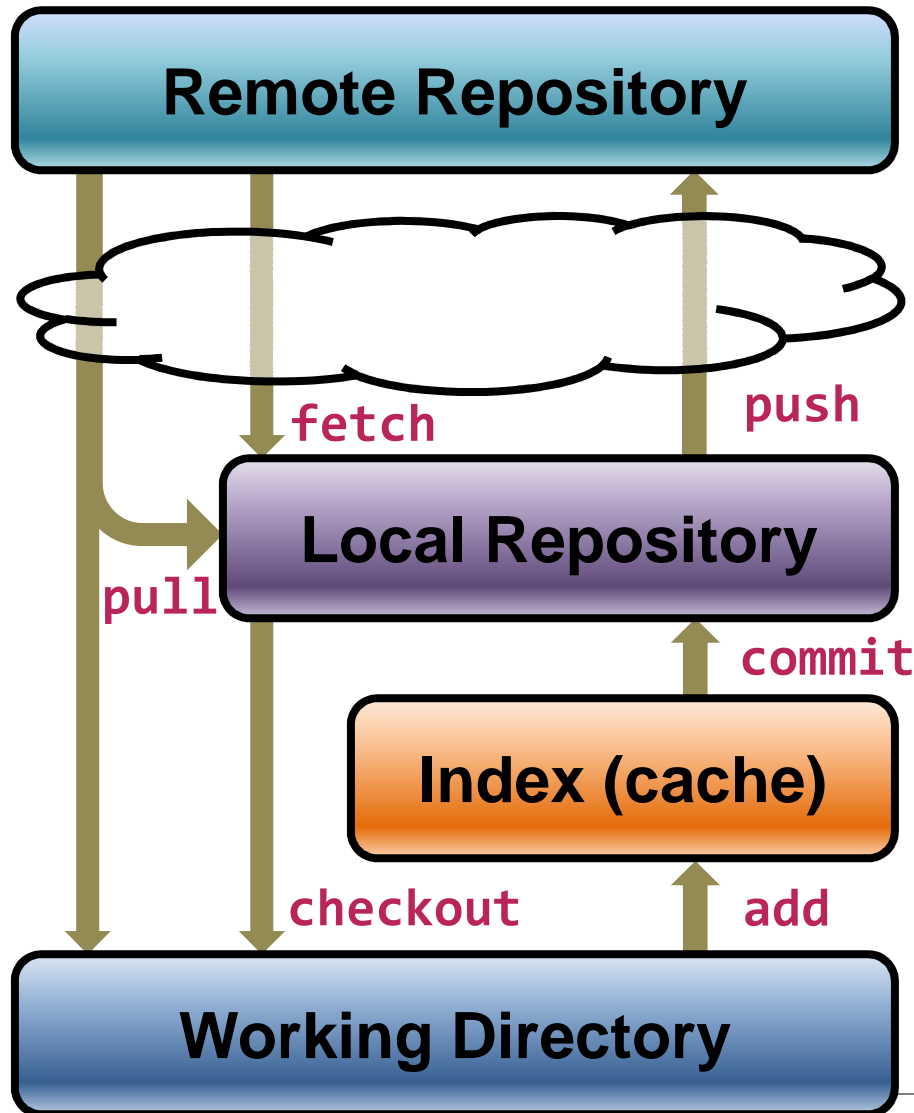 Remote Repository
fetch
push
Local Repository
pull
commit
Index (cache)
checkout
add
Working Directory